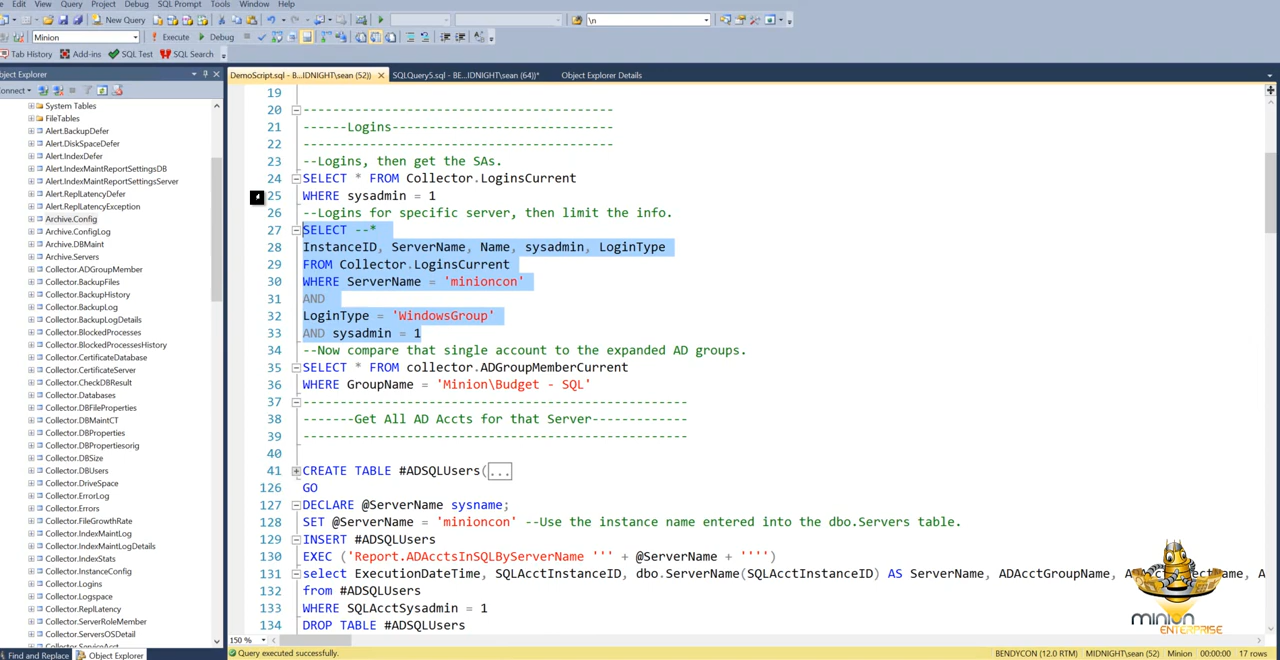 Edit View Query Project Debug SQL Prompt Tools Window Help
New Query
\n
Minion Execute Debug
Tab History Add-ins SQL Test SQL Search
bject Explorer
DemoScript.sql - B...IDNIGHT\sean (52)) SQLQuery5.sql - BE...IDNIGHT\sean (64))* Object Explorer Details
onnect
System Tables
FileTables
Alert.BackupDefer
Alert.DiskSpaceDefer
Alert.IndexDefer
Alert.IndexMaintReportSettingsDB
Alert.IndexMaintReportSettingsServer
Alert.ReplLatencyDefer
Alert.ReplLatencyException
Archive.Config
Archive.ConfigLog
Archive.DBMaint
Archive.Servers
Collector.ADGroupMember
Collector.BackupFiles
Collector.BackupHistory
Collector.BackupLog
Collector.BackupLogDetails
Collector.BlockedProcesses
Collector.BlockedProcessesHistory
Collector.CertificateDatabase
Collector.CertificateServer
Collector.CheckDBResult
Collector.Databases
Collector.DBFileProperties
Collector.DBMaintCT
Collector.DBProperties
Collector.DBPropertiesorig
Collector.DBSize
Collector.DBUsers
Collector.DriveSpace
Collector.ErrorLog
Collector.Errors
Collector.FileGrowthRate
Collector.IndexMaintLog
Collector.IndexMaintLogDetails
Collector.IndexStats
Collector.InstanceConfig
Collector.Logins
Collector.Logspace
Collector.ReplLatency
Collector.ServerRoleMember
Collector.ServersOSDetail
Collector.ServiceAcct
Find and Replace Object Explorer
19
20 ------------------------------------------
21 ------Logins------------------------------
22 ------------------------------------------
23 --Logins, then get the SAs.
24 SELECT * FROM Collector.LoginsCurrent
25 WHERE sysadmin = 1
26 --Logins for specific server, then limit the info.
27 SELECT --*
28 InstanceID, ServerName, Name, sysadmin, LoginType
29 FROM Collector.LoginsCurrent
30 WHERE ServerName = 'minioncon'
31 AND
32 LoginType = 'WindowsGroup'
33 AND sysadmin = 1
34 --Now compare that single account to the expanded AD groups.
35 SELECT * FROM collector.ADGroupMemberCurrent
36 WHERE GroupName = 'Minion\Budget - SQL'
37 ----------------------------------------------------
38 -------Get All AD Accts for that Server-------------
39 ----------------------------------------------------
40
41 CREATE TABLE #ADSQLUsers(...
126 GO
127 DECLARE @ServerName sysname;
128 SET @ServerName = 'minioncon' --Use the instance name entered into the dbo.Servers table.
129 INSERT #ADSQLUsers
130 EXEC ('Report.ADAcctsInSQLByServerName ''' + @ServerName + '''')
131 select ExecutionDateTime, SQLAcctInstanceID, dbo.ServerName(SQLAcctInstanceID) AS ServerName, ADAcctGroupName,
132 from #ADSQLUsers
133 WHERE SQLAcctSysadmin = 1
134 DROP TABLE #ADSQLUsers
minion
ENTERPRISE
150 %
Query executed successfully. BENDYCON (12.0 RTM) MIDNIGHT\sean (52) Minion 00:00:00 17 rows